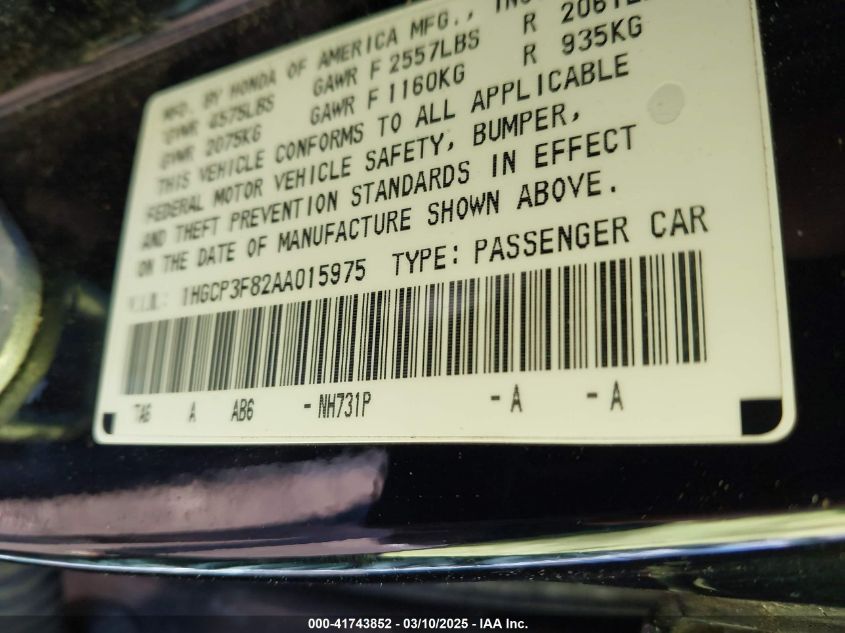 MFD. BY HONDA OF AMERICA MFG., INC
GVWR 4575LBS GAWR F 2557LBS R
GVWR 2075KG GAWR F 1160KG R 935KG
THIS VEHICLE CONFORMS TO ALL APPLICABLE
FEDERAL MOTOR VEHICLE SAFETY, BUMPER,
AND THEFT PREVENTION STANDARDS IN EFFECT
ON THE DATE OF MANUFACTURE SHOWN ABOVE.
V.I.N.: 1HGCP3F82AA015975 TYPE: PASSENGER CAR
TA6 A AB6 -NH731P -A -A
000-41743852 — 03/10/2025 — IAA Inc.